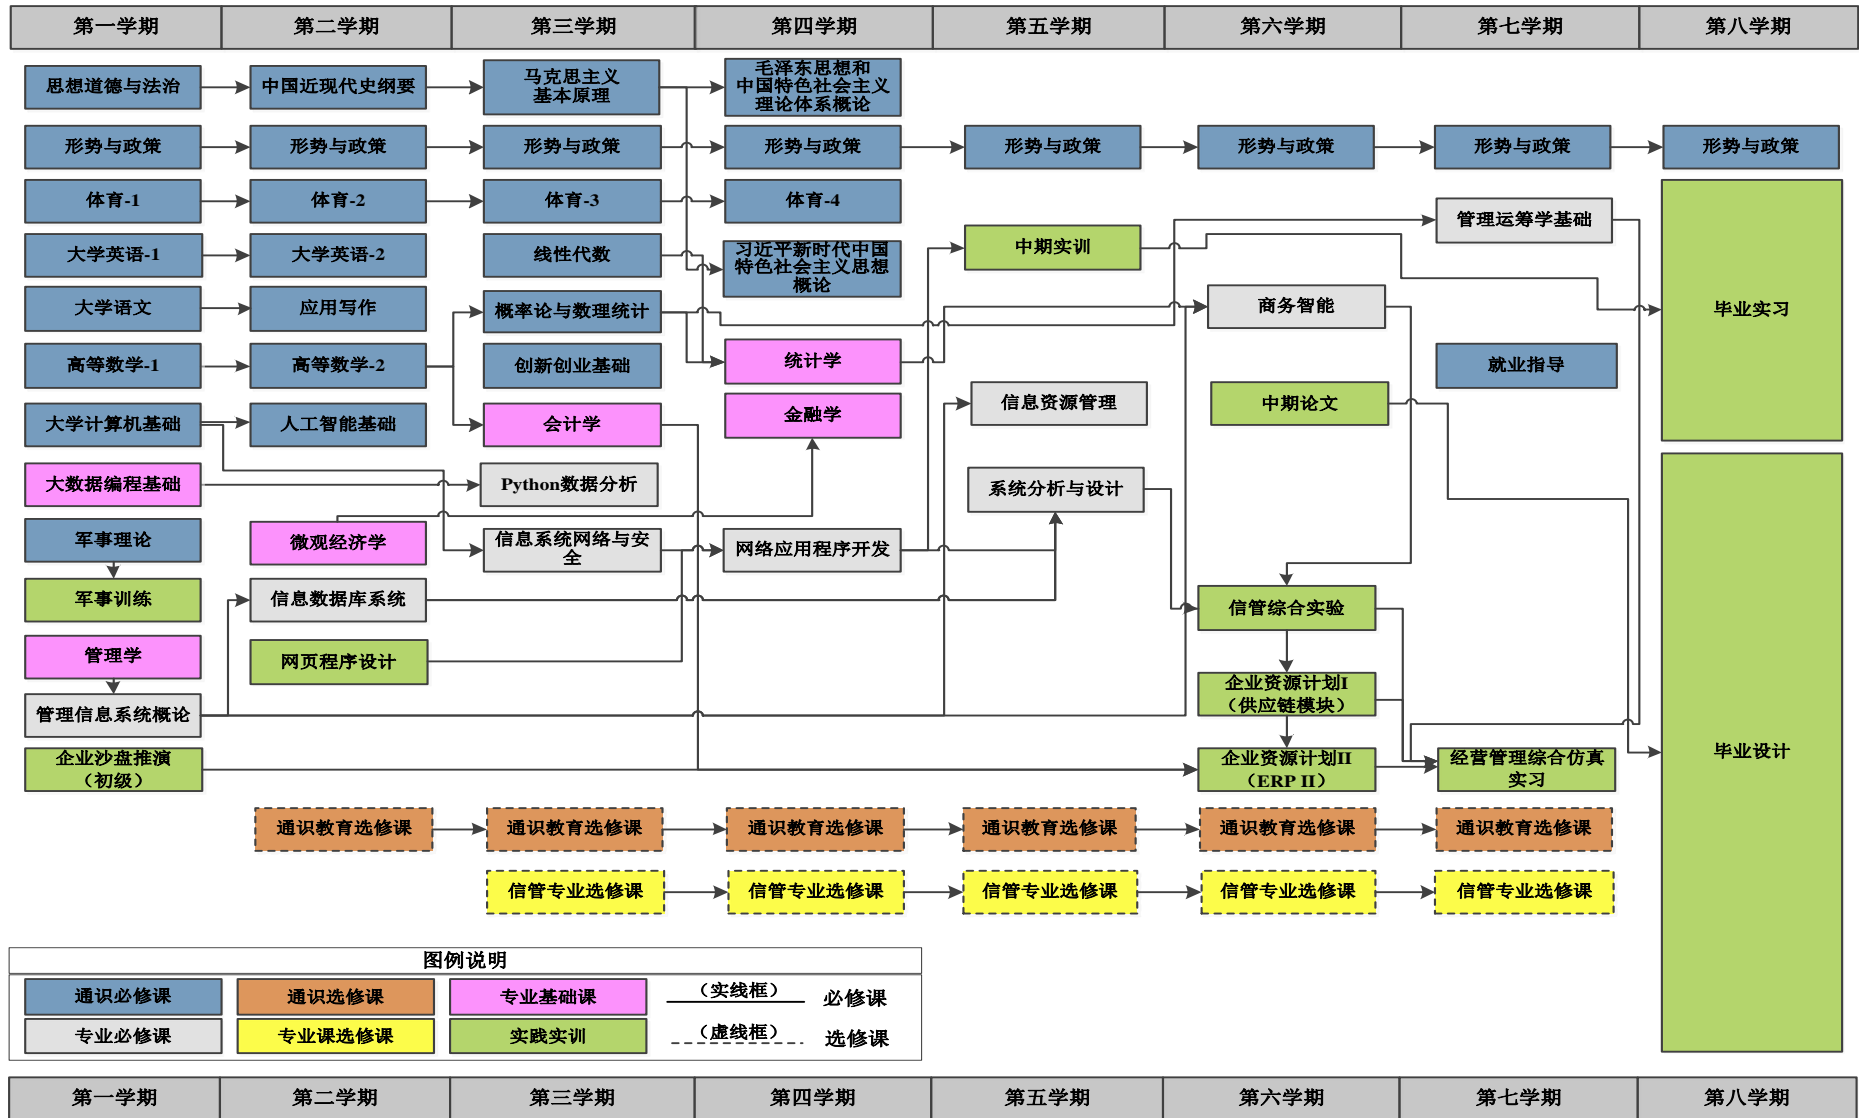 第一学期
第二学期
第三学期
第四学期
第五学期
第六学期
第七学期
第八学期
思想道德与法治
中国近现代史纲要
马克思主义
基本原理
毛泽东思想和
中国特色社会主义
理论体系概论
形势与政策
形势与政策
形势与政策
形势与政策
形势与政策
形势与政策
形势与政策
形势与政策
体育-1
体育-2
体育-3
体育-4
管理运筹学基础
大学英语-1
大学英语-2
线性代数
习近平新时代中国
特色社会主义思想
概论
中期实训
毕业实习
大学语文
应用写作
概率论与数理统计
商务智能
高等数学-1
高等数学-2
创新创业基础
统计学
就业指导
大学计算机基础
人工智能基础
会计学
金融学
信息资源管理
中期论文
大数据编程基础
Python数据分析
系统分析与设计
军事理论
微观经济学
信息系统网络与安
全
网络应用程序开发
军事训练
信息数据库系统
信管综合实验
管理学
网页程序设计
企业资源计划I
（供应链模块）
管理信息系统概论
毕业设计
企业沙盘推演
（初级）
企业资源计划II
（ERP II）
经营管理综合仿真
实习
通识教育选修课
通识教育选修课
通识教育选修课
通识教育选修课
通识教育选修课
通识教育选修课
信管专业选修课
信管专业选修课
信管专业选修课
信管专业选修课
信管专业选修课
图例说明
通识必修课
通识选修课
专业基础课
（实线框）
必修课
专业必修课
专业课选修课
实践实训
（虚线框）
选修课
第一学期
第二学期
第三学期
第四学期
第五学期
第六学期
第七学期
第八学期